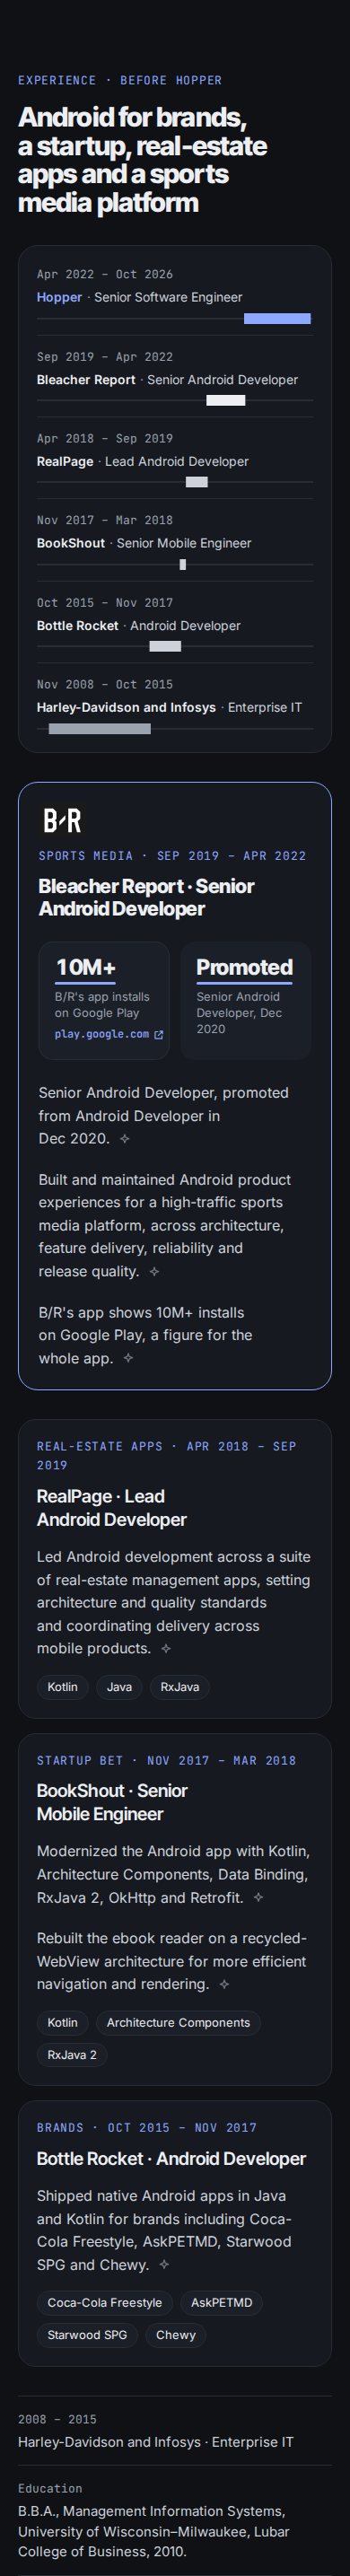 EXPERIENCE · BEFORE HOPPER
Android for brands,
a startup, real-estate
apps and a sports
media platform
Apr 2022 – Oct 2026
Hopper · Senior Software Engineer
Sep 2019 – Apr 2022
Bleacher Report · Senior Android Developer
Apr 2018 – Sep 2019
RealPage · Lead Android Developer
Nov 2017 – Mar 2018
BookShout · Senior Mobile Engineer
Oct 2015 – Nov 2017
Bottle Rocket · Android Developer
Nov 2008 – Oct 2015
Harley-Davidson and Infosys · Enterprise IT
B/R
SPORTS MEDIA · SEP 2019 – APR 2022
Bleacher Report · Senior
Android Developer
10M+
B/R's app installs
on Google Play
play.google.com
Promoted
Senior Android
Developer, Dec
2020
Senior Android Developer, promoted
from Android Developer in
Dec 2020.
Built and maintained Android product
experiences for a high-traffic sports
media platform, across architecture,
feature delivery, reliability and
release quality.
B/R's app shows 10M+ installs
on Google Play, a figure for the
whole app.
REAL-ESTATE APPS · APR 2018 – SEP
2019
RealPage · Lead
Android Developer
Led Android development across a suite
of real-estate management apps, setting
architecture and quality standards
and coordinating delivery across
mobile products.
Kotlin
Java
RxJava
STARTUP BET · NOV 2017 – MAR 2018
BookShout · Senior
Mobile Engineer
Modernized the Android app with Kotlin,
Architecture Components, Data Binding,
RxJava 2, OkHttp and Retrofit.
Rebuilt the ebook reader on a recycled-
WebView architecture for more efficient
navigation and rendering.
Kotlin
Architecture Components
RxJava 2
BRANDS · OCT 2015 – NOV 2017
Bottle Rocket · Android Developer
Shipped native Android apps in Java
and Kotlin for brands including Coca-
Cola Freestyle, AskPETMD, Starwood
SPG and Chewy.
Coca-Cola Freestyle
AskPETMD
Starwood SPG
Chewy
2008 – 2015
Harley-Davidson and Infosys · Enterprise IT
Education
B.B.A., Management Information Systems,
University of Wisconsin–Milwaukee, Lubar
College of Business, 2010.